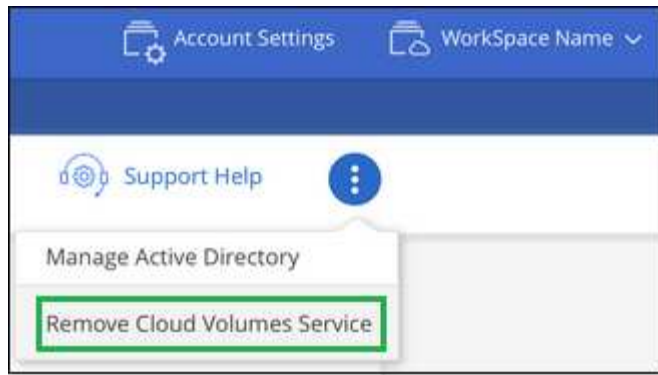 Account Settings
WorkSpace Name
Support Help
Manage Active Directory
Remove Cloud Volumes Service